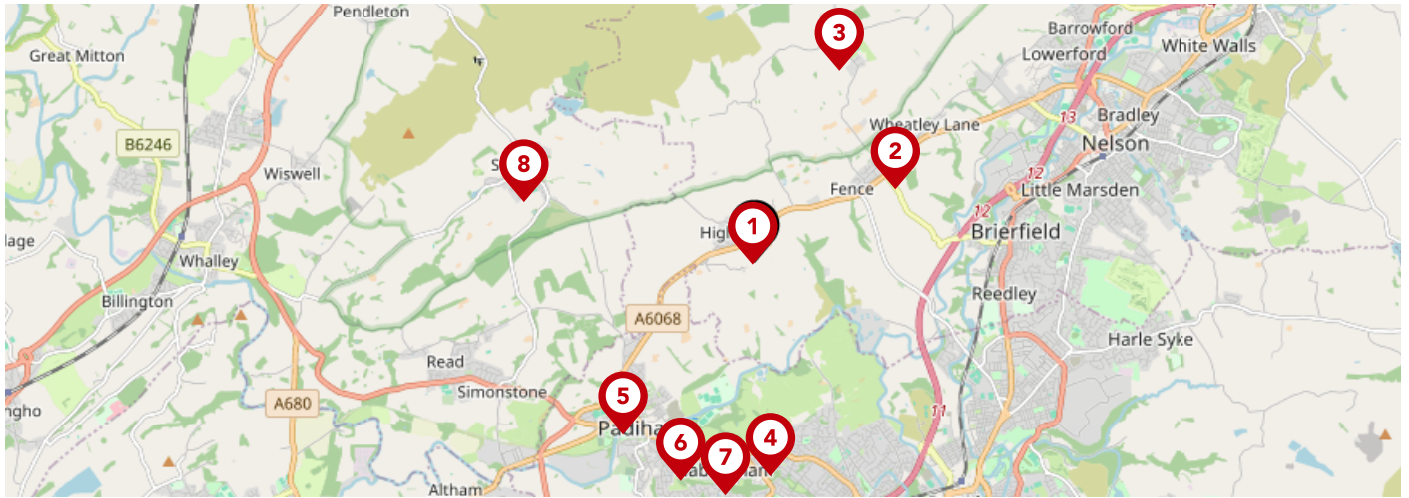 Pendleton
3
Barrowford
White Walls
Great Mitton
Lowerford
13
Bradley
Wheatley Lane
B6246
Nelson
2
8
Wiswell
12
Fence
Little Marsden
12
1
Brierfield
Whalley
Reedley
Billington
A6068
Harle Syke
Read
Simonstone
5
A680
11
6
4
7
Altham